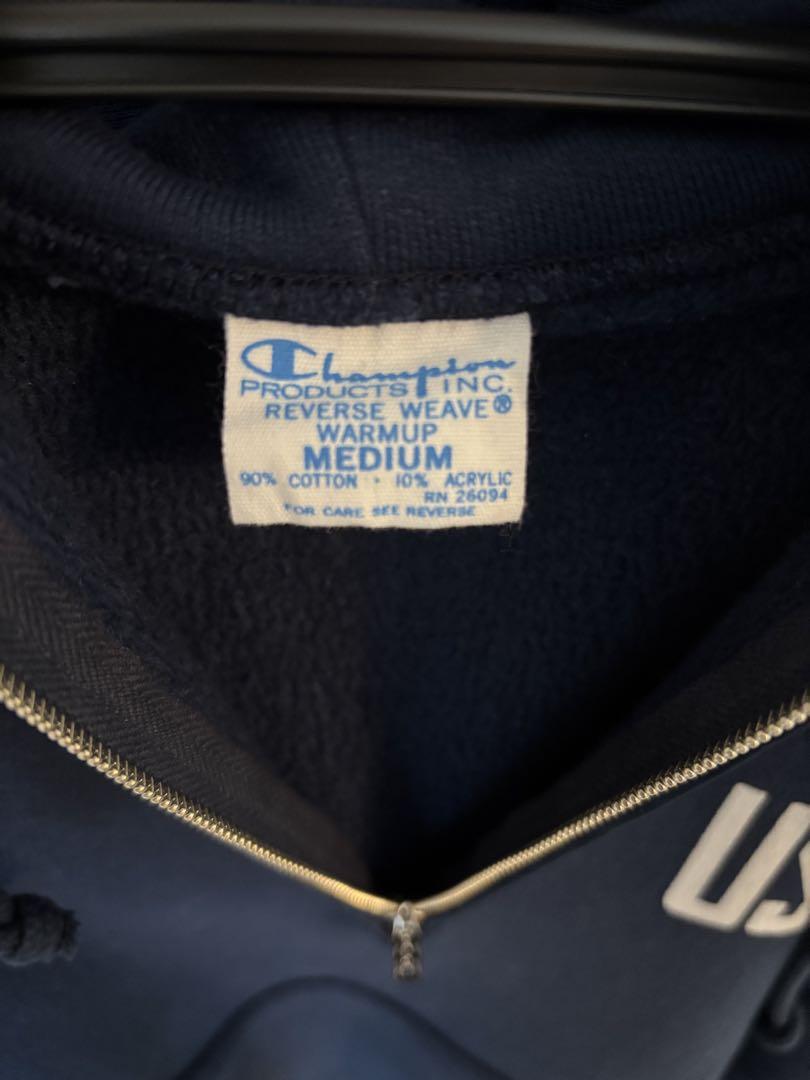 Champion
PRODUCTS INC.
REVERSE WEAVE®
WARMUP
MEDIUM
90% COTTON · 10% ACRYLIC
RN 26094
FOR CARE SEE REVERSE
US